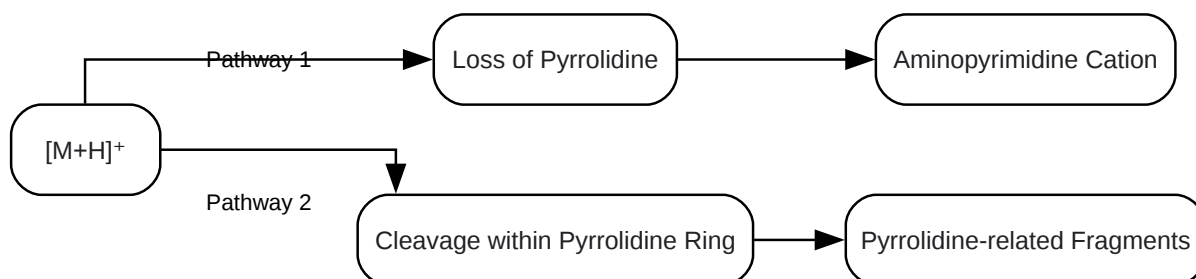 Pathway 1
Loss of Pyrrolidine
Aminopyrimidine Cation
[M+H]⁺
Pathway 2
Cleavage within Pyrrolidine Ring
Pyrrolidine-related Fragments